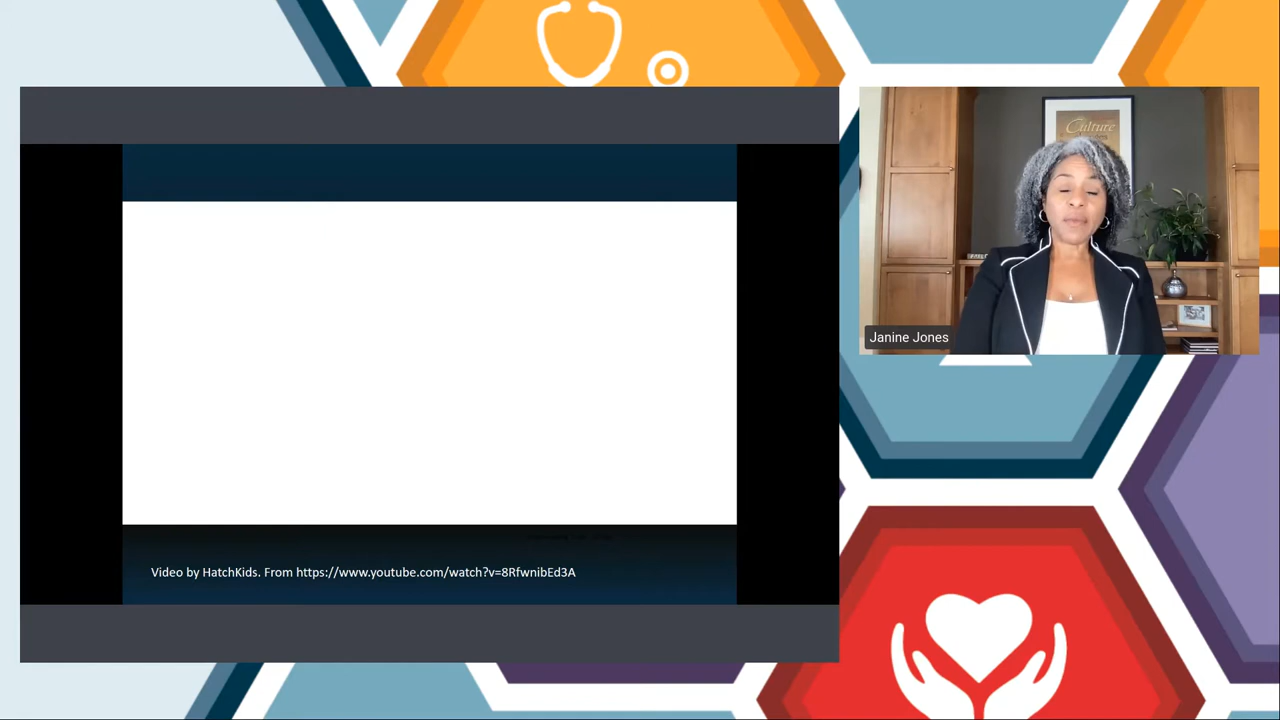 Culture
Janine Jones
Video by HatchKids. From https://www.youtube.com/watch?v=8RfwnibEd3A